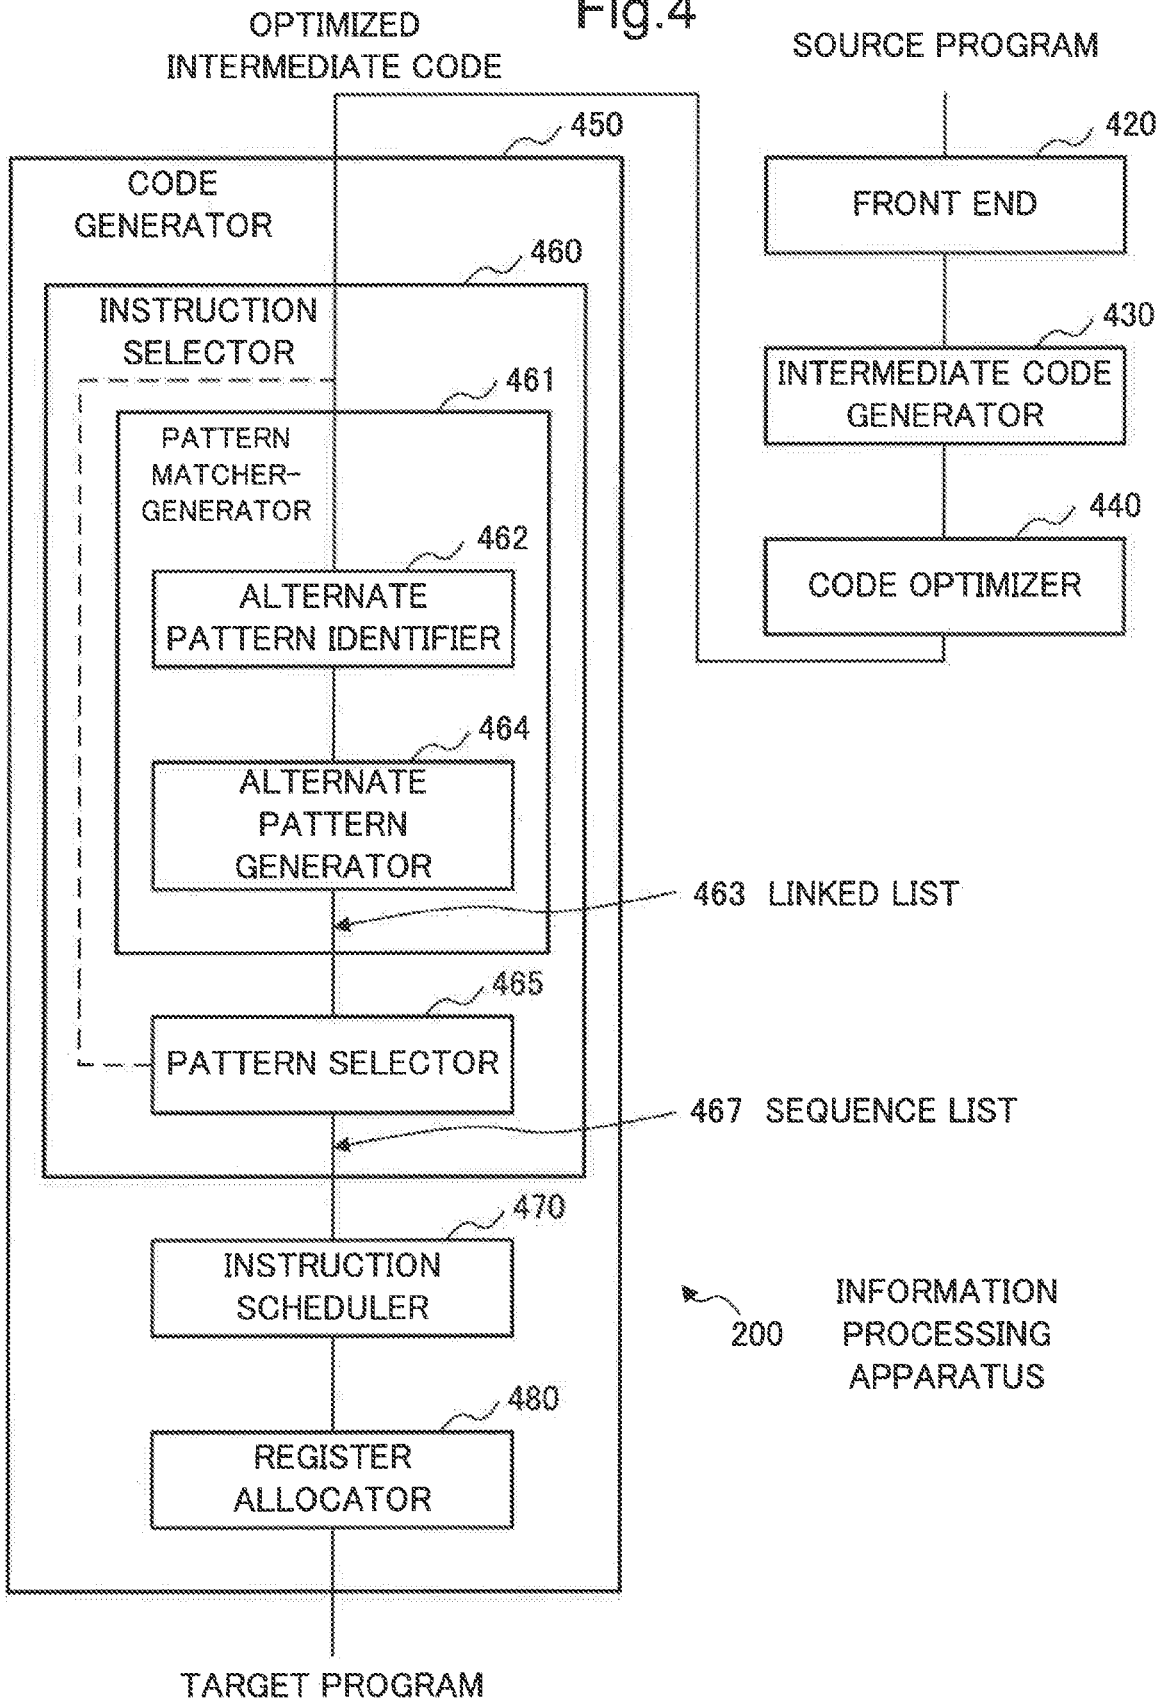 Fig.4
OPTIMIZED
INTERMEDIATE CODE
SOURCE PROGRAM
450
420
CODE
GENERATOR
FRONT END
460
INSTRUCTION
SELECTOR
430
INTERMEDIATE CODE
GENERATOR
461
PATTERN
MATCHER-
GENERATOR
440
CODE OPTIMIZER
462
ALTERNATE
PATTERN IDENTIFIER
464
ALTERNATE
PATTERN
GENERATOR
463 LINKED LIST
465
PATTERN SELECTOR
467 SEQUENCE LIST
470
INSTRUCTION
SCHEDULER
200
INFORMATION
PROCESSING
APPARATUS
480
REGISTER
ALLOCATOR
TARGET PROGRAM